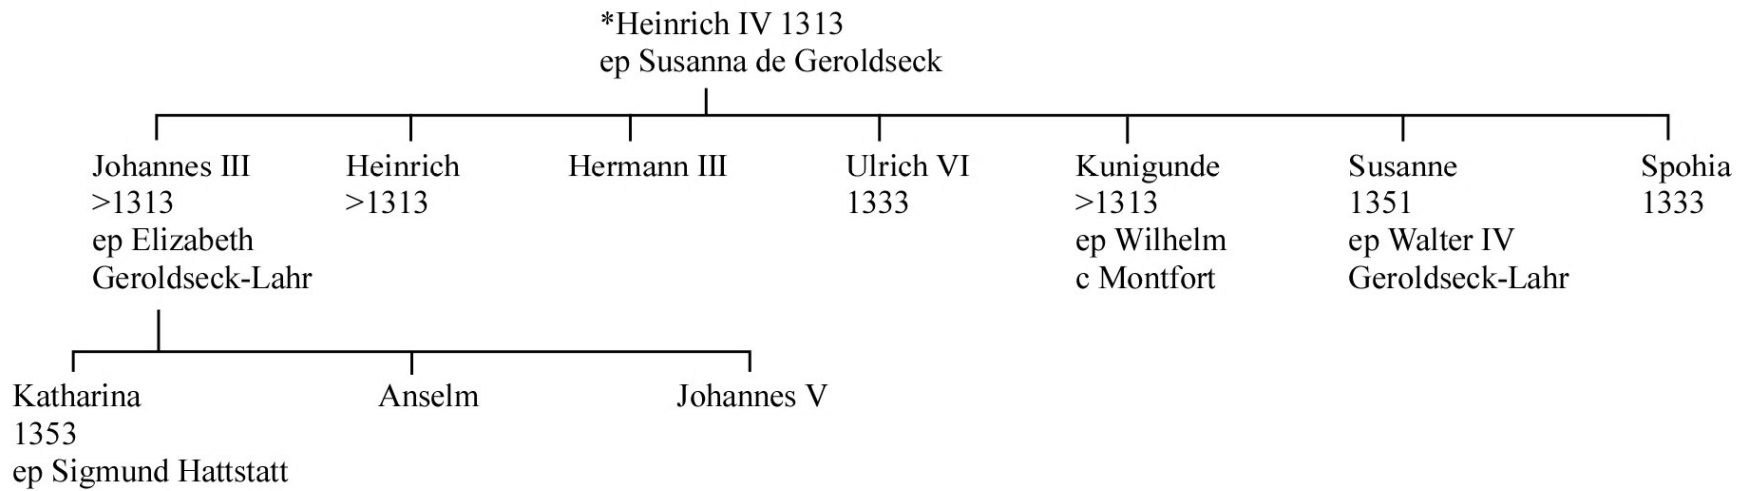 *Heinrich IV 1313
ep Susanna de Geroldseck
Johannes III
>1313
ep Elizabeth
Geroldseck-Lahr
Heinrich
>1313
Hermann III
Ulrich VI
1333
Kunigunde
>1313
ep Wilhelm
c Montfort
Susanne
1351
ep Walter IV
Geroldseck-Lahr
Spohia
1333
Katharina
1353
ep Sigmund Hattstatt
Anselm
Johannes V